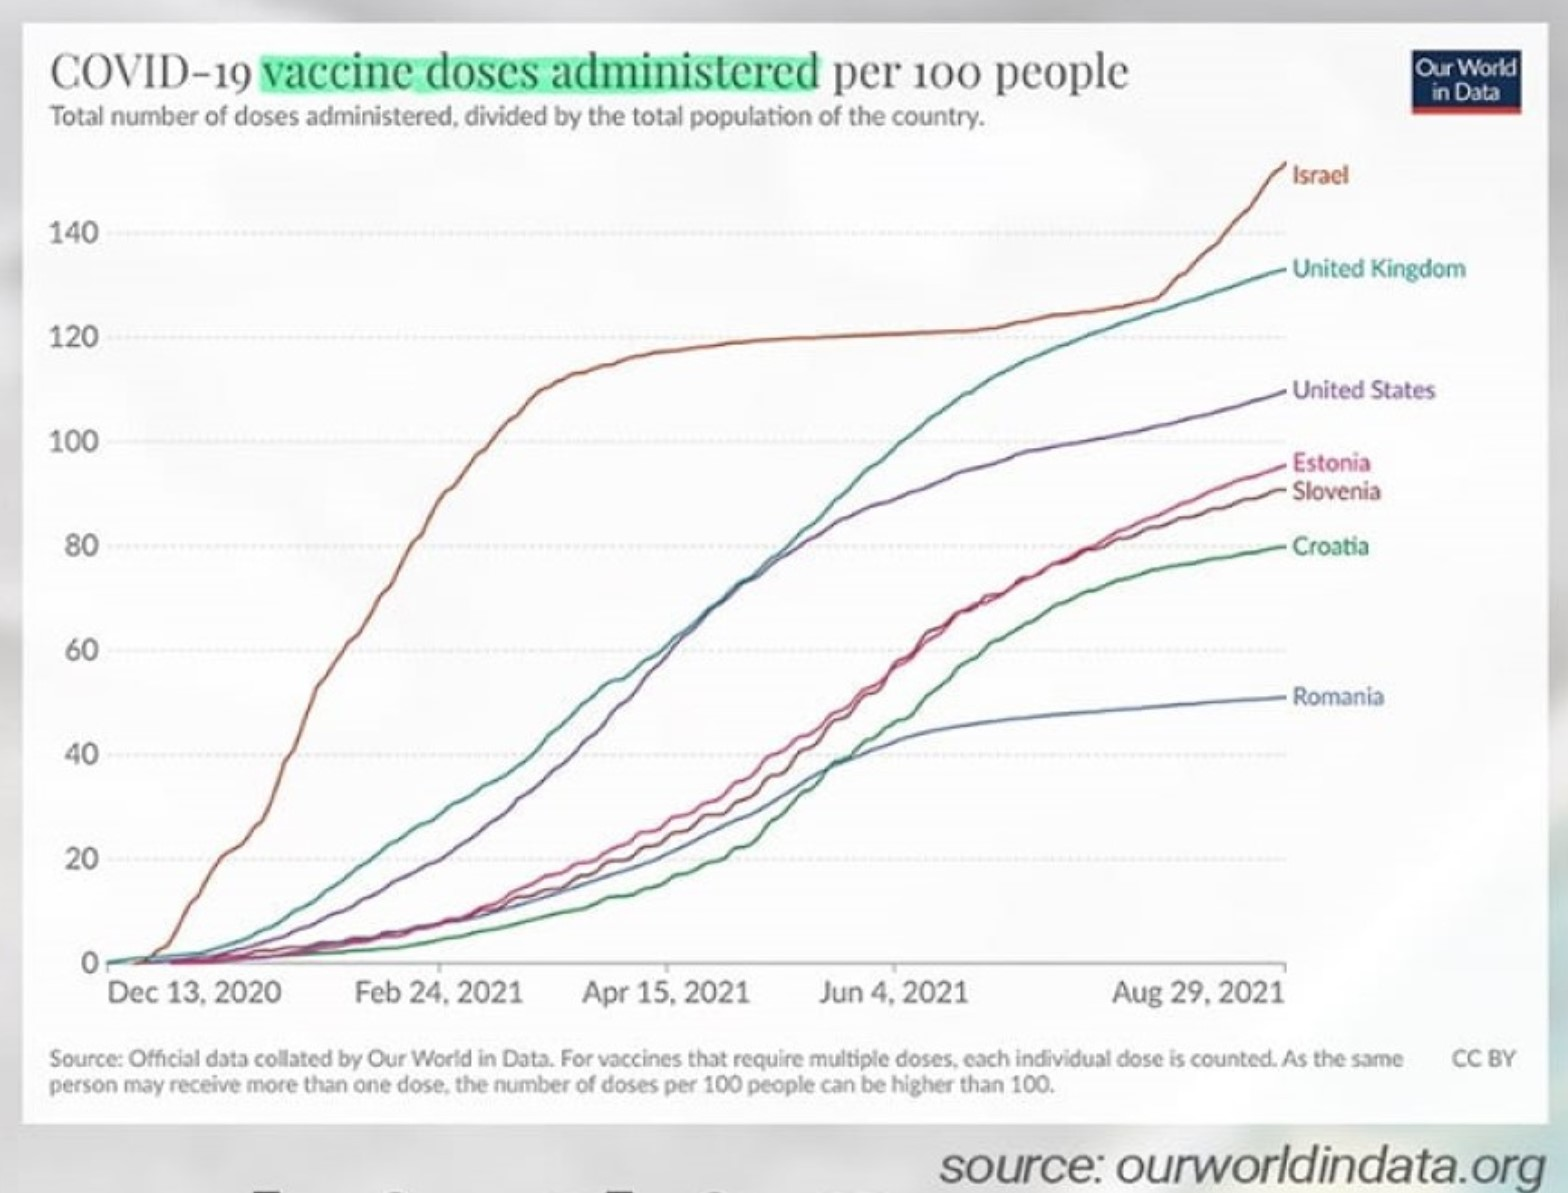 COVID-19 vaccine doses administered per 100 people
Total number of doses administered, divided by the total population of the country.
Our World
in Data
Israel
140
United Kingdom
120
United States
100
Estonia
Slovenia
80
Croatia
60
Romania
40
20
0
Dec 13, 2020 Feb 24, 2021 Apr 15, 2021 Jun 4, 2021 Aug 29, 2021
Source: Official data collated by Our World in Data. For vaccines that require multiple doses, each individual dose is counted. As the same
person may receive more than one dose, the number of doses per 100 people can be higher than 100.
CC BY
source: ourworldindata.org